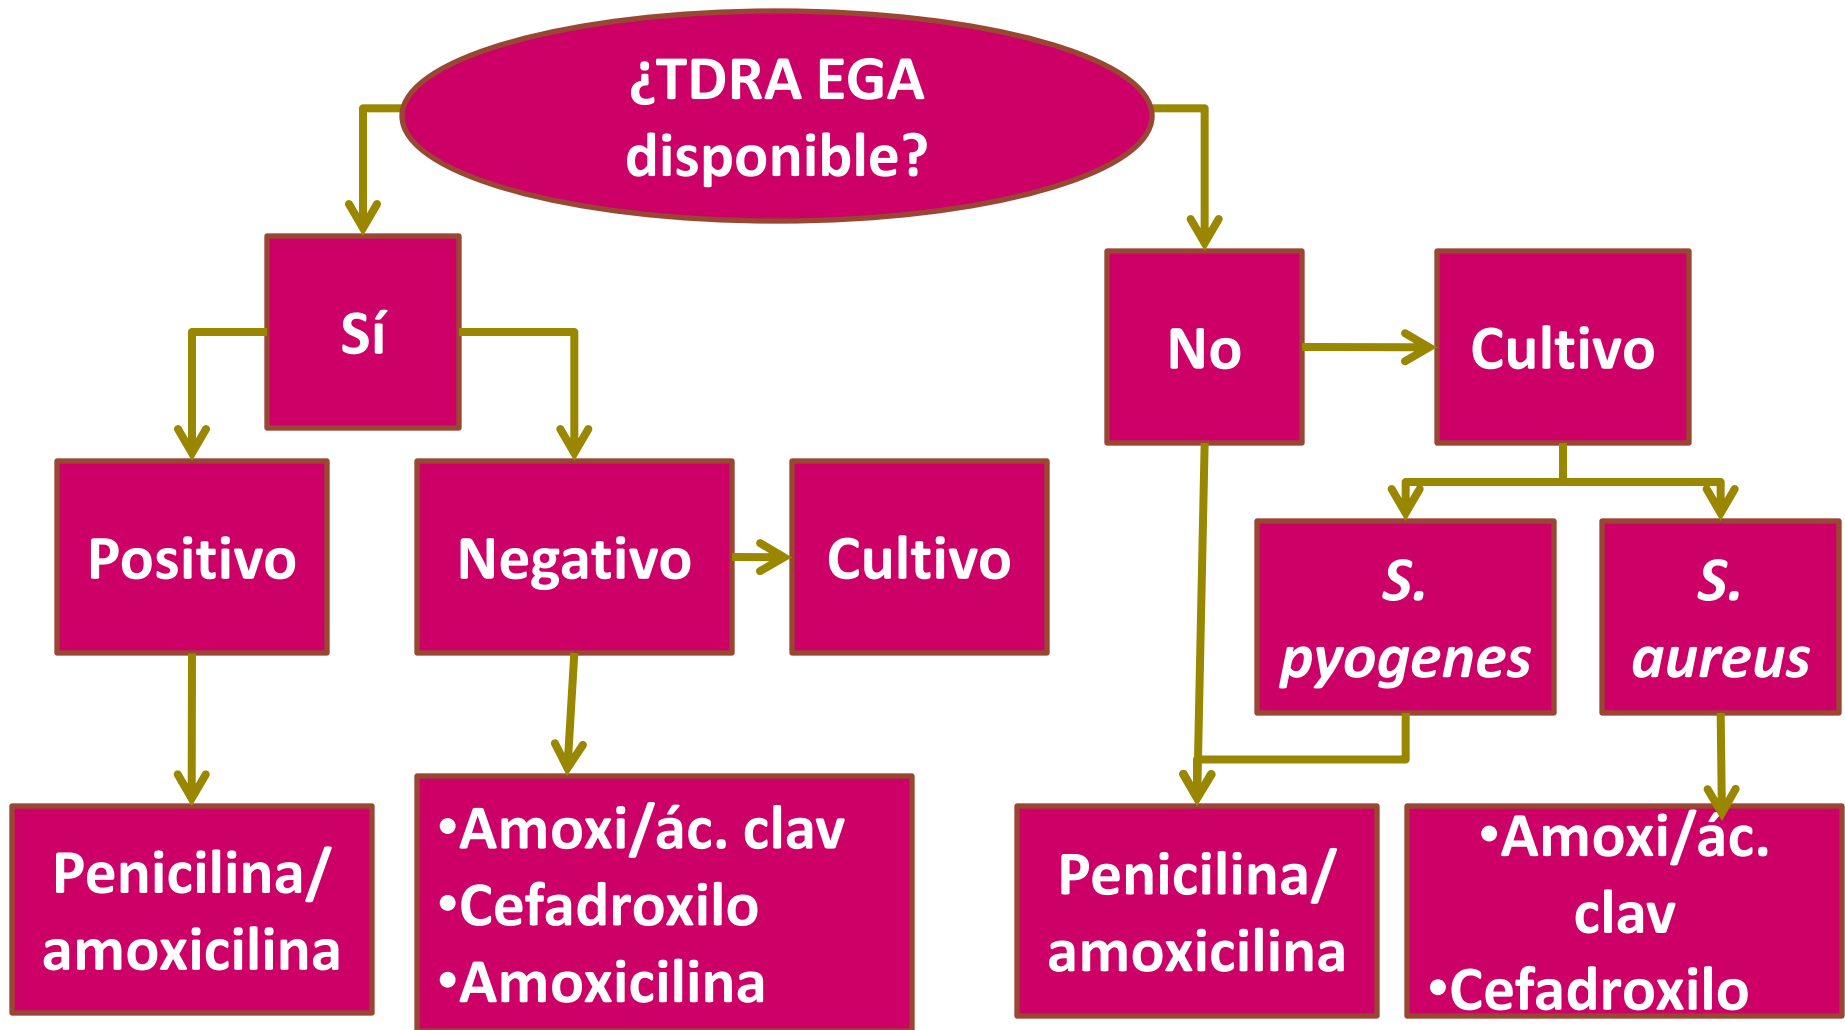 ¿TDRA EGA
disponible?
Sí
No
Cultivo
Positivo
Negativo
Cultivo
S.
pyogenes
S.
aureus
Penicilina/
amoxicilina
•Amoxi/ác. clav
•Cefadroxilo
•Amoxicilina
Penicilina/
amoxicilina
•Amoxi/ác.
clav
•Cefadroxilo